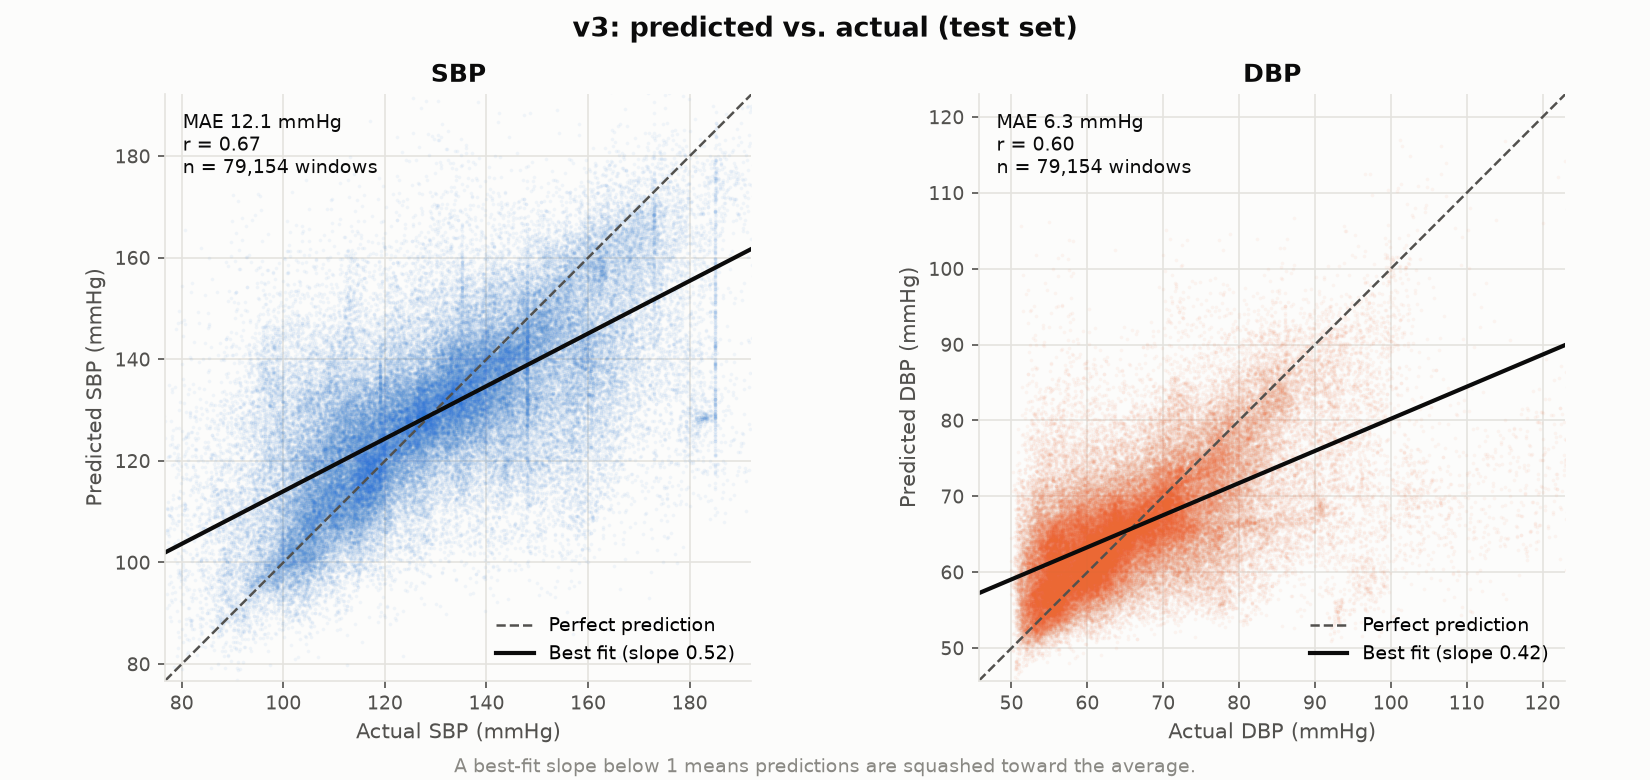 v3: predicted vs. actual (test set)
SBP
MAE 12.1 mmHg
r = 0.67
n = 79,154 windows
Predicted SBP (mmHg)
180
160
140
120
100
80
Perfect prediction
Best fit (slope 0.52)
80 100 120 140 160 180
Actual SBP (mmHg)
DBP
MAE 6.3 mmHg
r = 0.60
n = 79,154 windows
Predicted DBP (mmHg)
120
110
100
90
80
70
60
50
Perfect prediction
Best fit (slope 0.42)
50 60 70 80 90 100 110 120
Actual DBP (mmHg)
A best-fit slope below 1 means predictions are squashed toward the average.